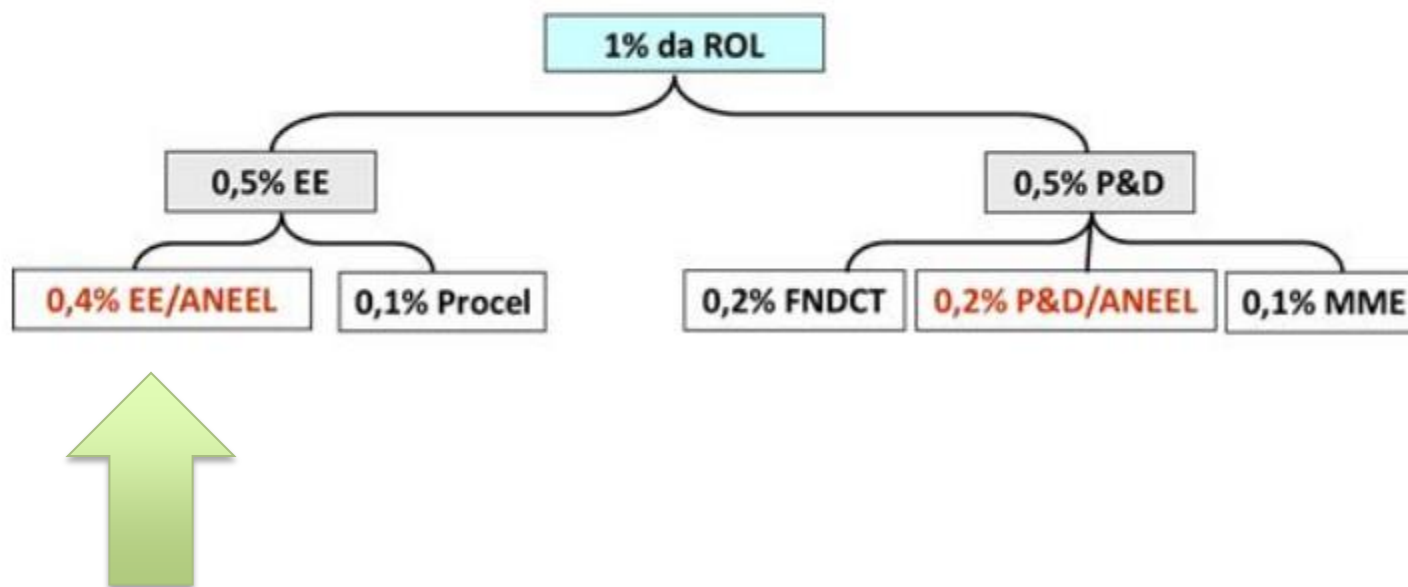 1% da ROL
0,5% EE
0,5% P&D
0,4% EE/ANEEL
0,1% Procel
0,2% FNDCT
0,2% P&D/ANEEL
0,1% MME